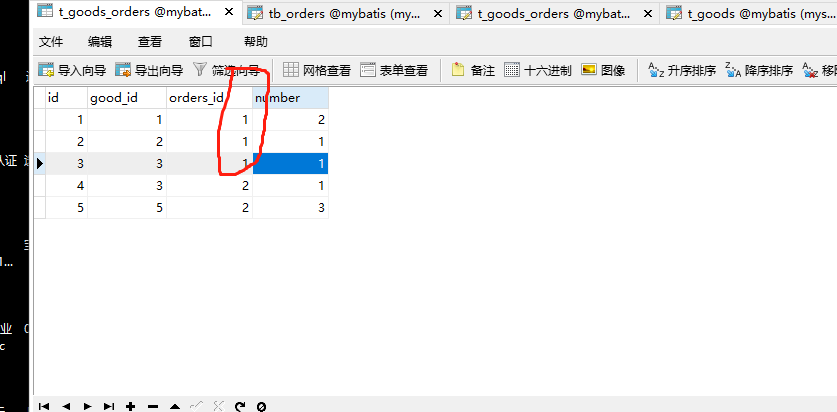 t_goods_orders @mybat... × tb_orders @mybatis (mys... t_goods_orders @mybat... × t_goods @mybatis (mys...
文件 编辑 查看 窗口 帮助
导入向导 导出向导 筛选向导 网格查看 表单查看 备注 十六进制 图像 升序排序 降序排序
id good_id orders_id number
1 1 1 2
2 2 1 1
3 3 1 1
4 3 2 1
5 5 2 3